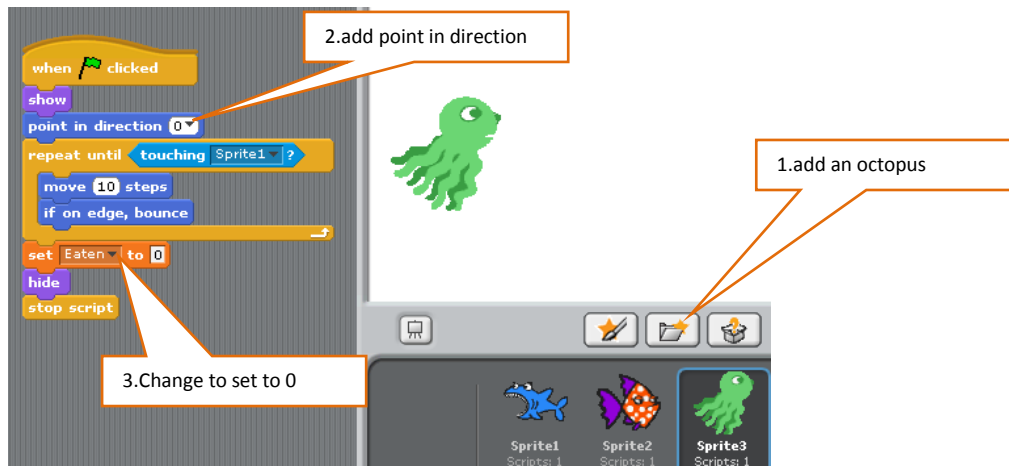 2.add point in direction
when clicked
show
point in direction 0
repeat until touching Sprite1 ?
move 10 steps
if on edge, bounce
set Eaten to 0
hide
stop script
1.add an octopus
3.Change to set to 0
Sprite1
Scripts: 1
Sprite2
Scripts: 1
Sprite3
Scripts: 1